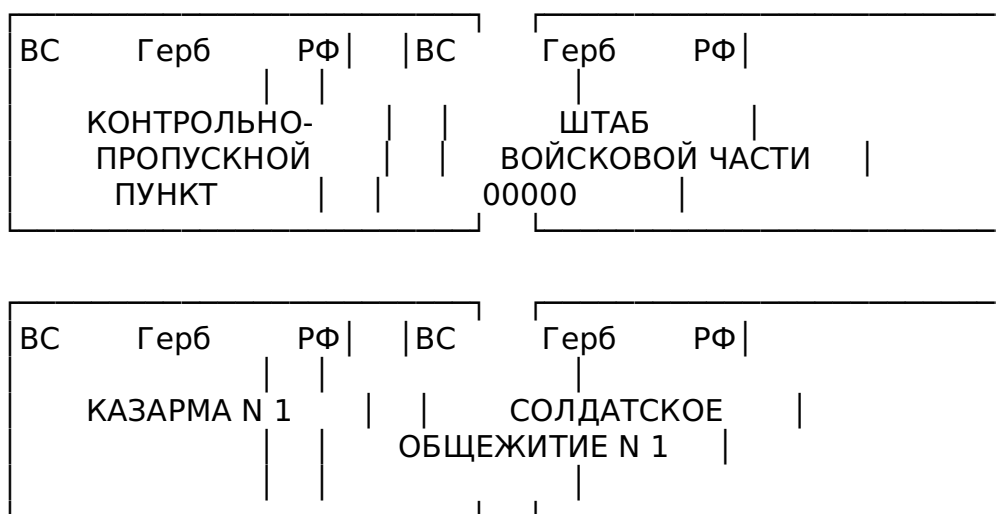 ВС Герб РФ ВС Герб РФ
КОНТРОЛЬНО- ШТАБ
ПРОПУСКНОЙ ВОЙСКОВОЙ ЧАСТИ
ПУНКТ 00000
ВС Герб РФ ВС Герб РФ
КАЗАРМА N 1 СОЛДАТСКОЕ
ОБЩЕЖИТИЕ N 1